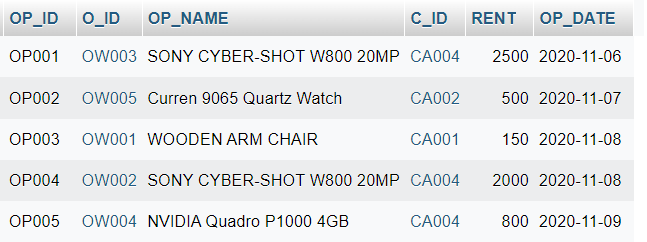 OP_ID O_ID OP_NAME C_ID RENT OP_DATE
OP001 OW003 SONY CYBER-SHOT W800 20MP CA004 2500 2020-11-06
OP002 OW005 Curren 9065 Quartz Watch CA002 500 2020-11-07
OP003 OW001 WOODEN ARM CHAIR CA001 150 2020-11-08
OP004 OW002 SONY CYBER-SHOT W800 20MP CA004 2000 2020-11-08
OP005 OW004 NVIDIA Quadro P1000 4GB CA004 800 2020-11-09